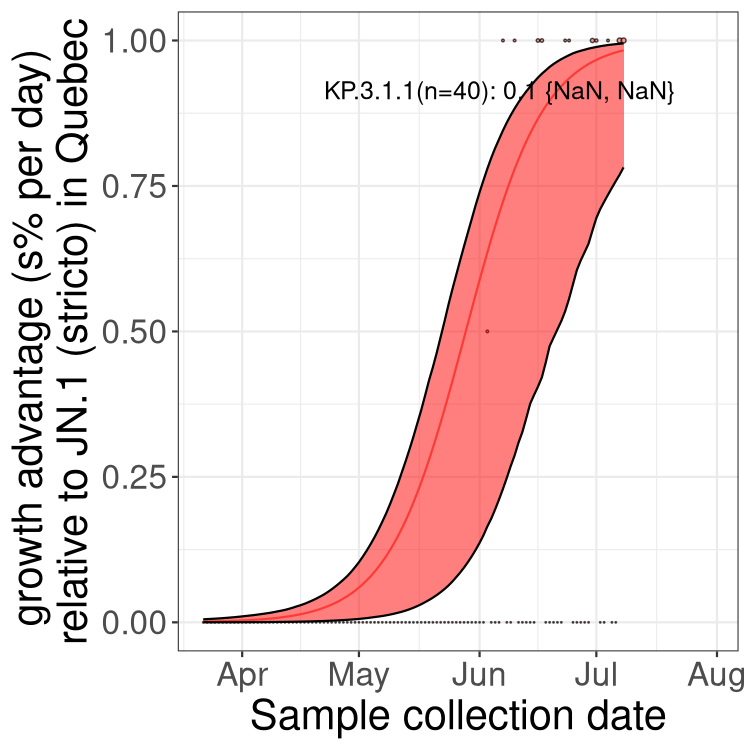 growth advantage (s% per day)
relative to JN.1 (stricto) in Quebec
1.00
0.75
0.50
0.25
0.00
KP.3.1.1(n=40): 0.1 {NaN, NaN}
Apr May Jun Jul Aug
Sample collection date